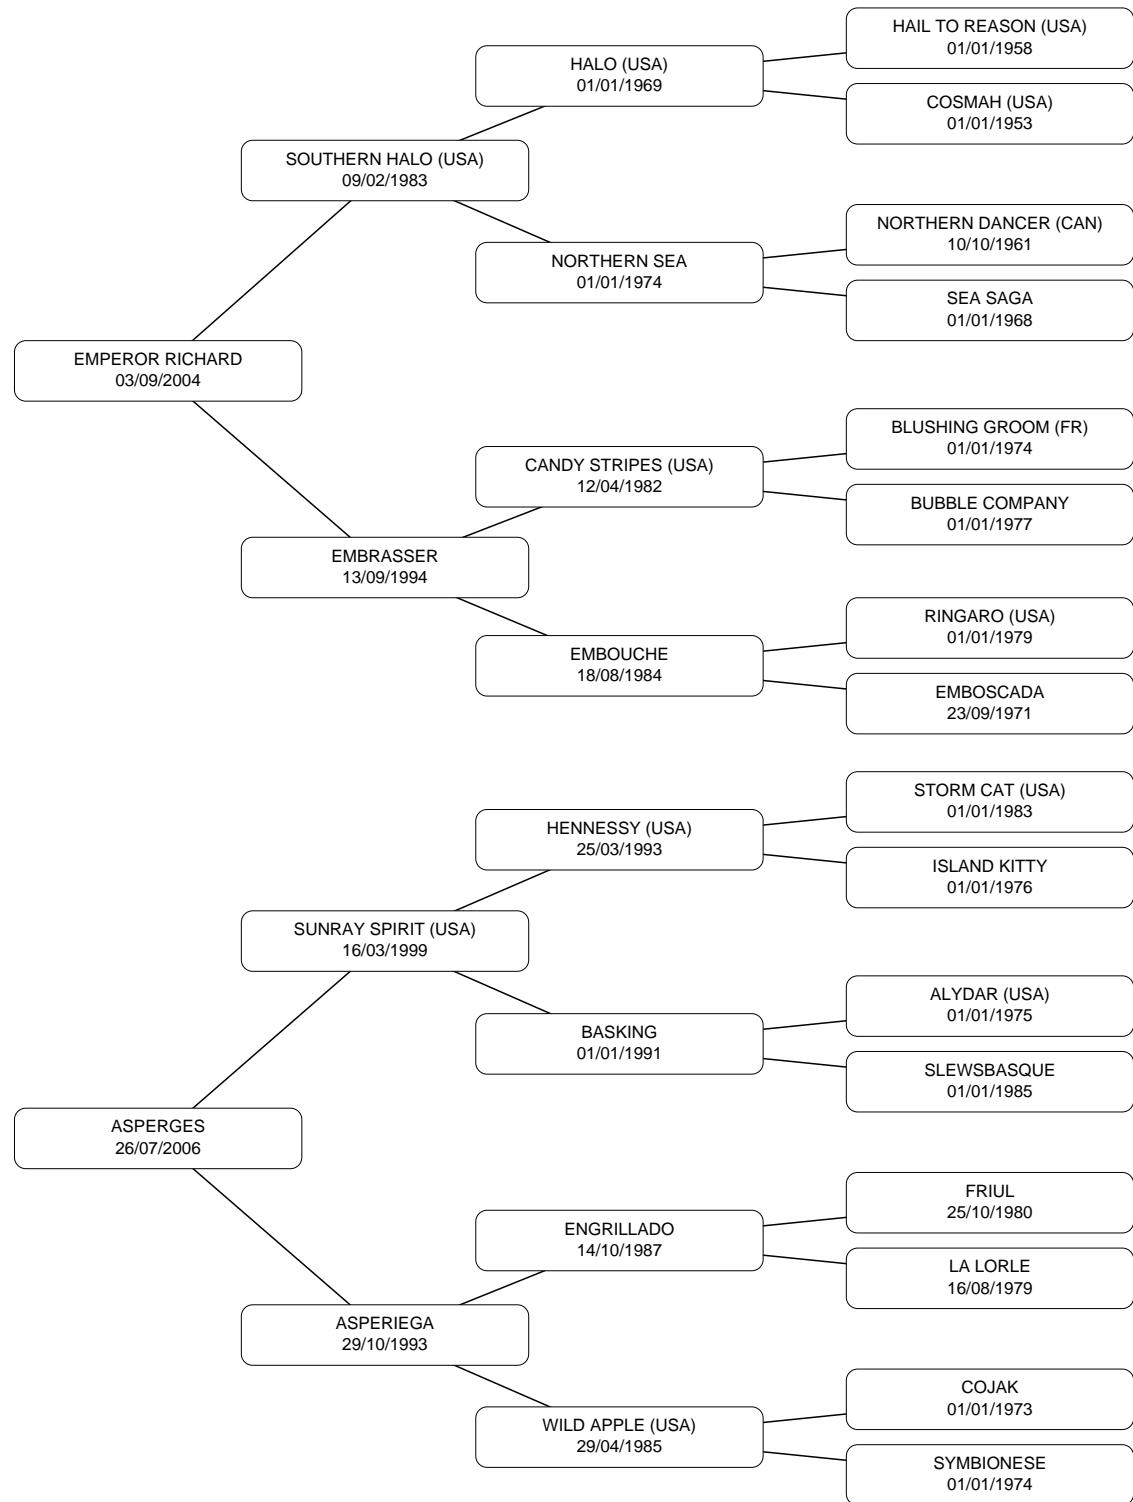 HAIL TO REASON (USA)
01/01/1958
HALO (USA)
01/01/1969
COSMAH (USA)
01/01/1953
SOUTHERN HALO (USA)
09/02/1983
NORTHERN DANCER (CAN)
10/10/1961
NORTHERN SEA
01/01/1974
SEA SAGA
01/01/1968
EMPEROR RICHARD
03/09/2004
BLUSHING GROOM (FR)
01/01/1974
CANDY STRIPES (USA)
12/04/1982
BUBBLE COMPANY
01/01/1977
EMBRASSER
13/09/1994
RINGARO (USA)
01/01/1979
EMBOUCHE
18/08/1984
EMBOSCADA
23/09/1971
STORM CAT (USA)
01/01/1983
HENNESSY (USA)
25/03/1993
ISLAND KITTY
01/01/1976
SUNRAY SPIRIT (USA)
16/03/1999
ALYDAR (USA)
01/01/1975
BASKING
01/01/1991
SLEWSBASQUE
01/01/1985
ASPERGES
26/07/2006
FRIUL
25/10/1980
ENGRILLADO
14/10/1987
LA LORLE
16/08/1979
ASPERIEGA
29/10/1993
COJAK
01/01/1973
WILD APPLE (USA)
29/04/1985
SYMBIONESE
01/01/1974